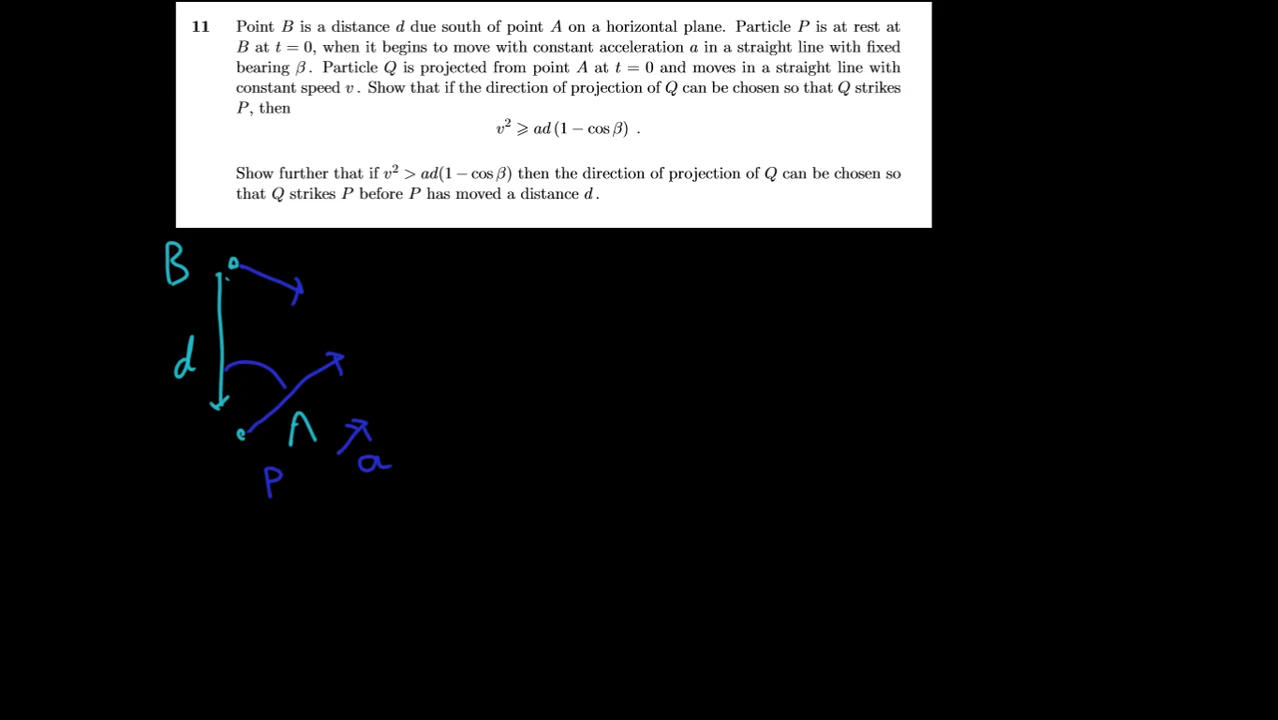 11 Point B is a distance d due south of point A on a horizontal plane. Particle P is at rest at
B at t = 0, when it begins to move with constant acceleration a in a straight line with fixed
bearing β. Particle Q is projected from point A at t = 0 and moves in a straight line with
constant speed v. Show that if the direction of projection of Q can be chosen so that Q strikes
P, then
v² ⩾ ad (1 − cos β) .
Show further that if v² > ad(1 − cos β) then the direction of projection of Q can be chosen so
that Q strikes P before P has moved a distance d.
B
d
A
a
P